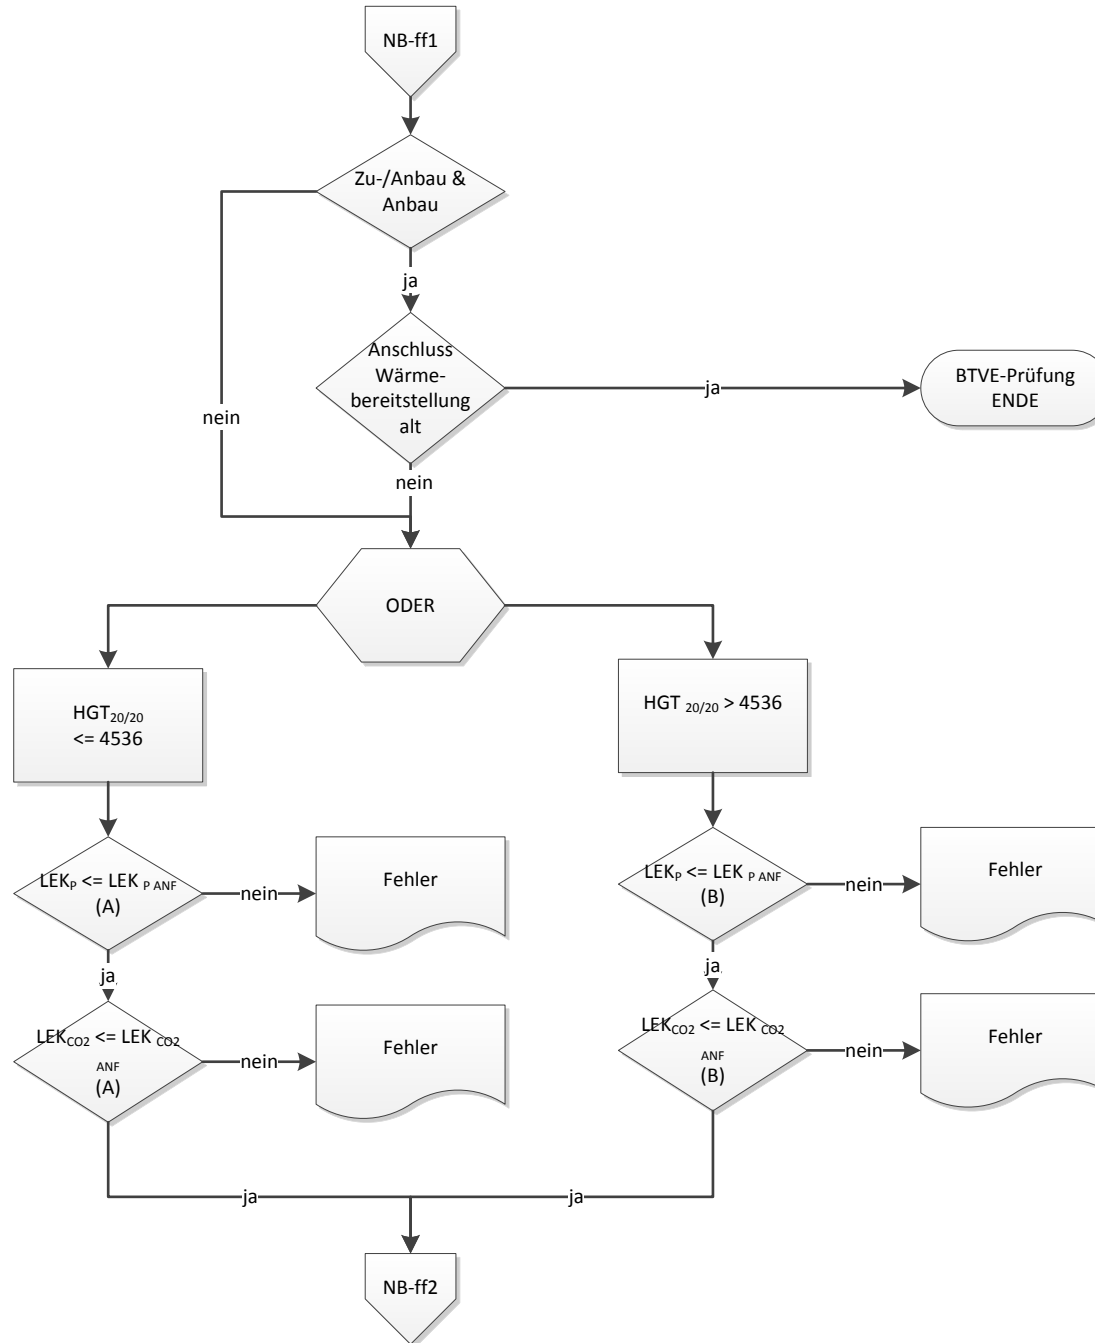 NB-ff1
Zu-/Anbau &
Anbau
ja
Anschluss
Wärme-
bereitstellung
alt
ja
BTVE-Prüfung
ENDE
nein
nein
ODER
HGT20/20
<= 4536
HGT 20/20 > 4536
LEKP <= LEK P ANF
(A)
nein
Fehler
LEKP <= LEK P ANF
(B)
nein
Fehler
ja
ja
LEKCO2 <= LEK CO2
ANF
(A)
nein
Fehler
LEKCO2 <= LEK CO2
ANF
(B)
nein
Fehler
ja
ja
NB-ff2